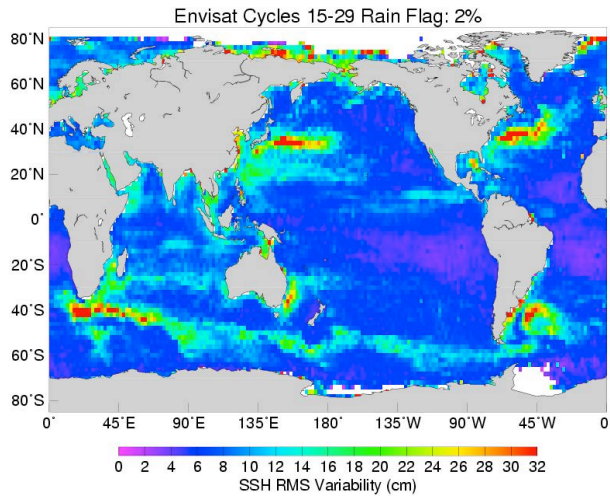 Envisat Cycles 15-29 Rain Flag: 2%
80˚N
60˚N
40˚N
20˚N
0˚
20˚S
40˚S
60˚S
80˚S
0˚ 45˚E 90˚E 135˚E 180˚ 135˚W 90˚W 45˚W 0˚
0 2 4 6 8 10 12 14 16 18 20 22 24 26 28 30 32
SSH RMS Variability (cm)